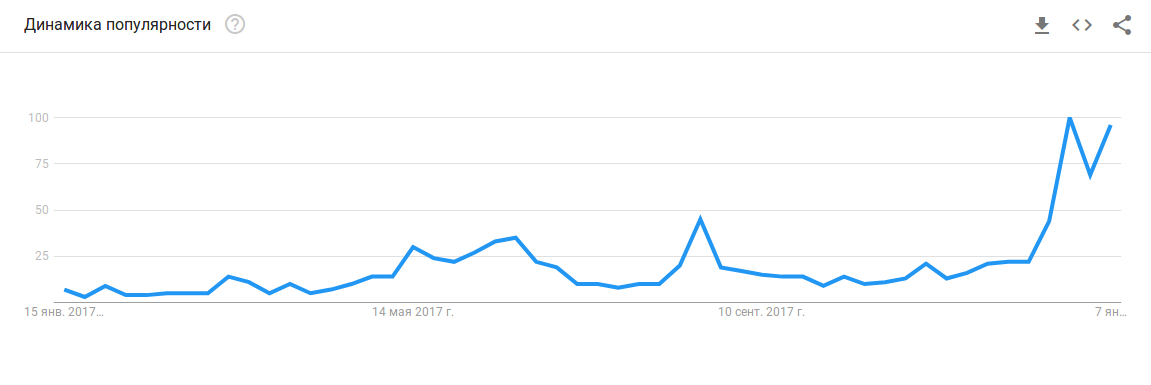 Динамика популярности
100
75
50
25
15 янв. 2017…
14 мая 2017 г.
10 сент. 2017 г.
7 ян…